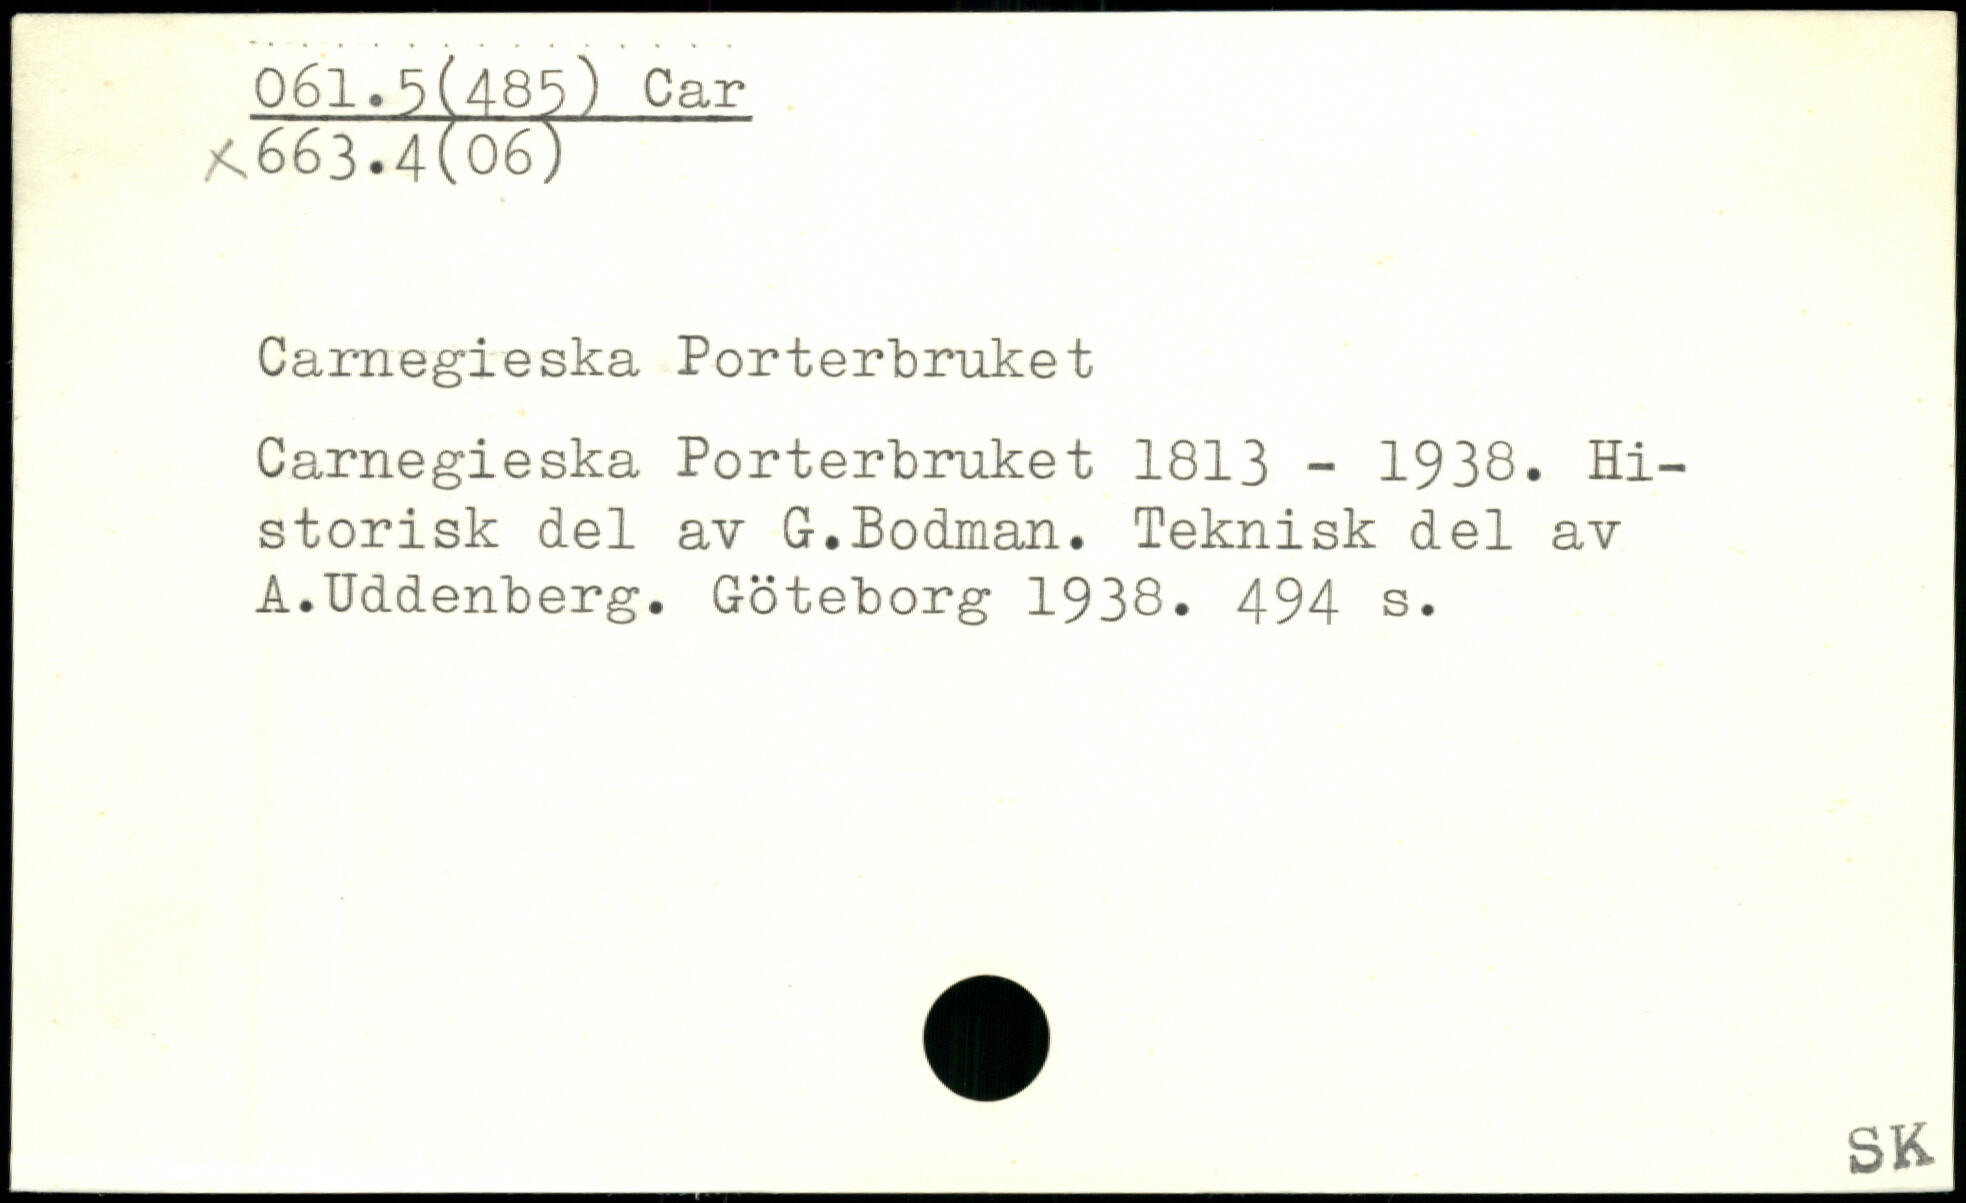 061.5(485) Car
x 663.4(06)
Carnegieska Porterbruket
Carnegieska Porterbruket 1813 - 1938. Hi-
storisk del av G.Bodman. Teknisk del av
A.Uddenberg. Göteborg 1938. 494 s.
SK